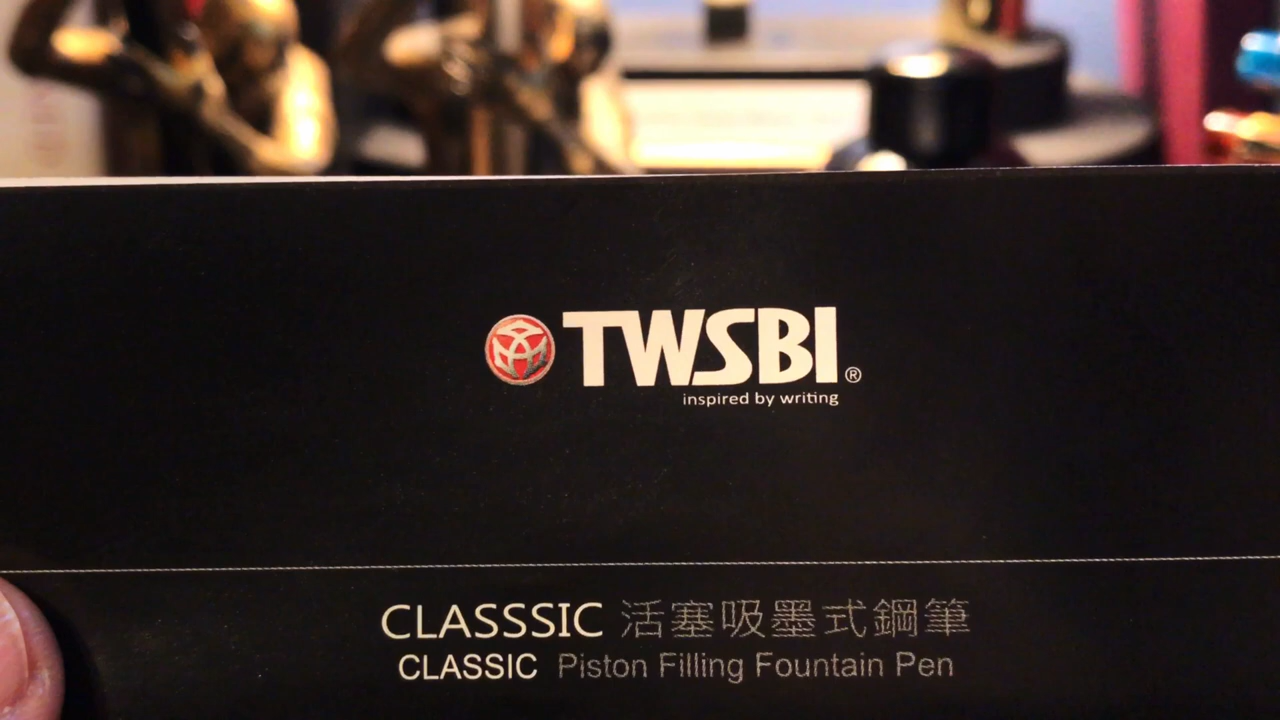 TWSBI®
inspired by writing
CLASSSIC 活塞吸墨式鋼筆
CLASSIC Piston Filling Fountain Pen